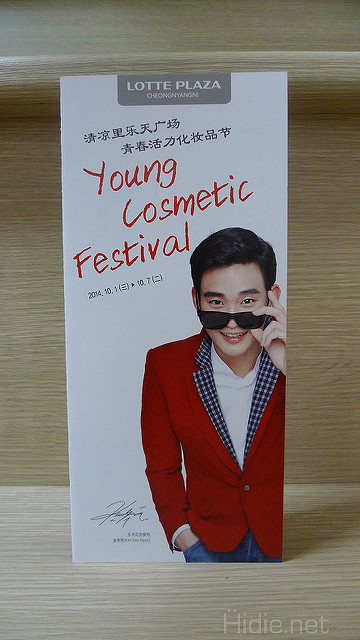 LOTTE PLAZA
CHEONGNYANGNI
清凉里乐天广场
青春活力化妆品节
Young
Cosmetic
Festival
2014. 10. 1 (三) ▸ 10. 7 (二)
Hidie.net